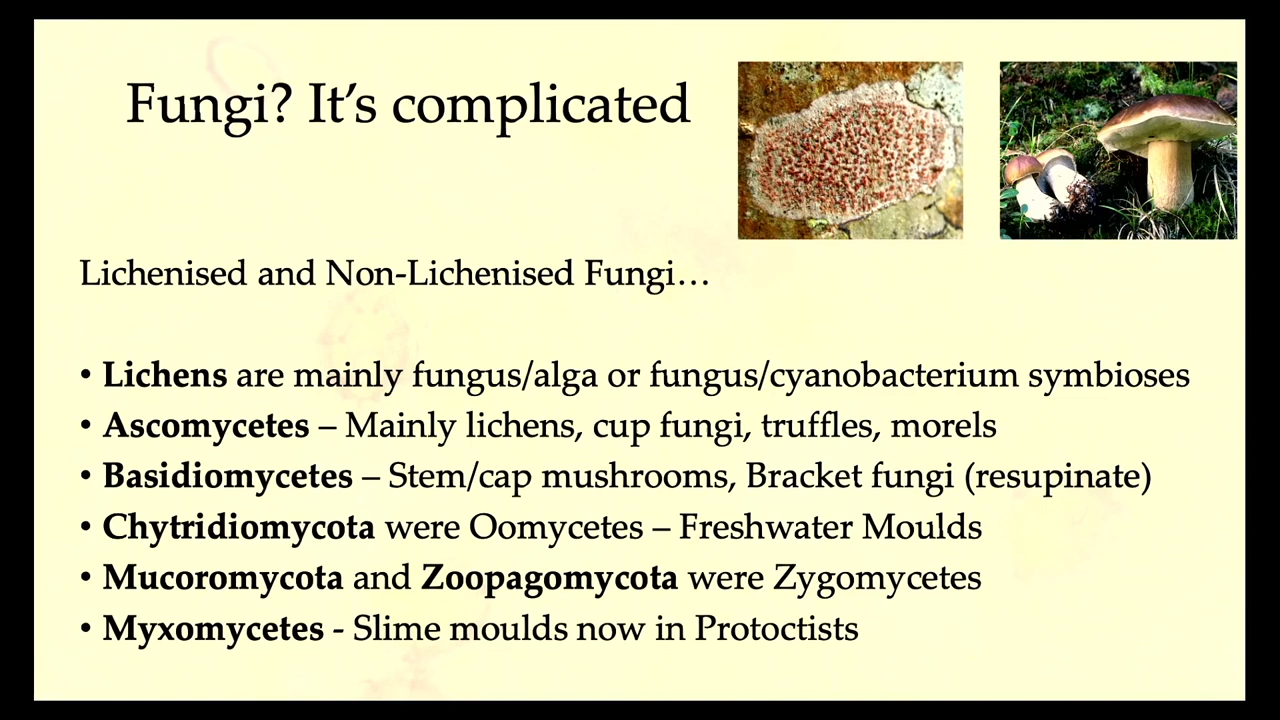 Fungi? It’s complicated
Lichenised and Non-Lichenised Fungi…
• Lichens are mainly fungus/alga or fungus/cyanobacterium symbioses
• Ascomycetes – Mainly lichens, cup fungi, truffles, morels
• Basidiomycetes – Stem/cap mushrooms, Bracket fungi (resupinate)
• Chytridiomycota were Oomycetes – Freshwater Moulds
• Mucoromycota and Zoopagomycota were Zygomycetes
• Myxomycetes - Slime moulds now in Protoctists